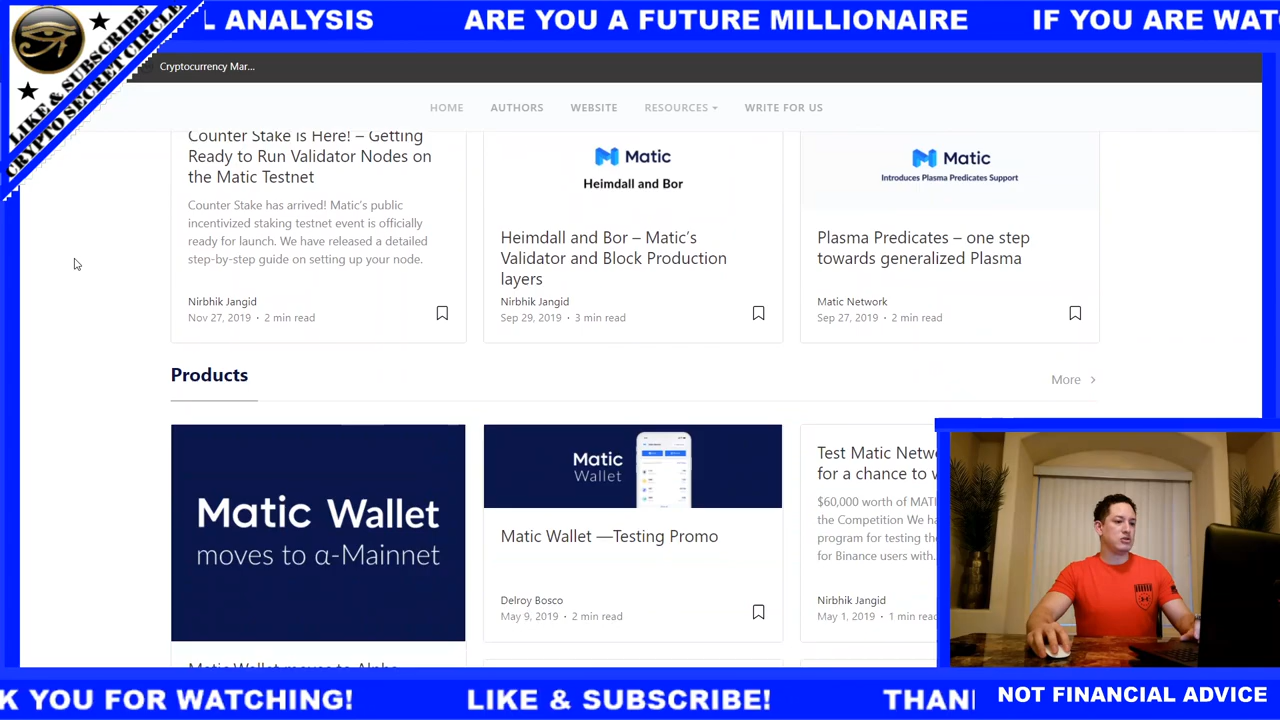 L ANALYSIS
ARE YOU A FUTURE MILLIONAIRE
IF YOU ARE WAT
LIKE & SUBSCRIBE
CRYPTO SECRET CIRCLE
Cryptocurrency Mar...
HOME
AUTHORS
WEBSITE
RESOURCES
WRITE FOR US
Counter Stake is Here! – Getting
Ready to Run Validator Nodes on
the Matic Testnet
Counter Stake has arrived! Matic's public
incentivized staking testnet event is officially
ready for launch. We have released a detailed
step-by-step guide on setting up your node.
Nirbhik Jangid
Nov 27, 2019 · 2 min read
Matic
Heimdall and Bor
Heimdall and Bor – Matic's
Validator and Block Production
layers
Nirbhik Jangid
Sep 29, 2019 · 3 min read
Matic
Introduces Plasma Predicates Support
Plasma Predicates – one step
towards generalized Plasma
Matic Network
Sep 27, 2019 · 2 min read
Products
More
Matic Wallet
moves to α-Mainnet
Matic Wallet moves to Alpha
Matic
Wallet
Matic Wallet —Testing Promo
Delroy Bosco
May 9, 2019 · 2 min read
Test Matic Netwo
for a chance to w
$60,000 worth of MATI
the Competition We ha
program for testing the
for Binance users with.
Nirbhik Jangid
May 1, 2019 · 1 min rea
K YOU FOR WATCHING!
LIKE & SUBSCRIBE!
THAN
NOT FINANCIAL ADVICE